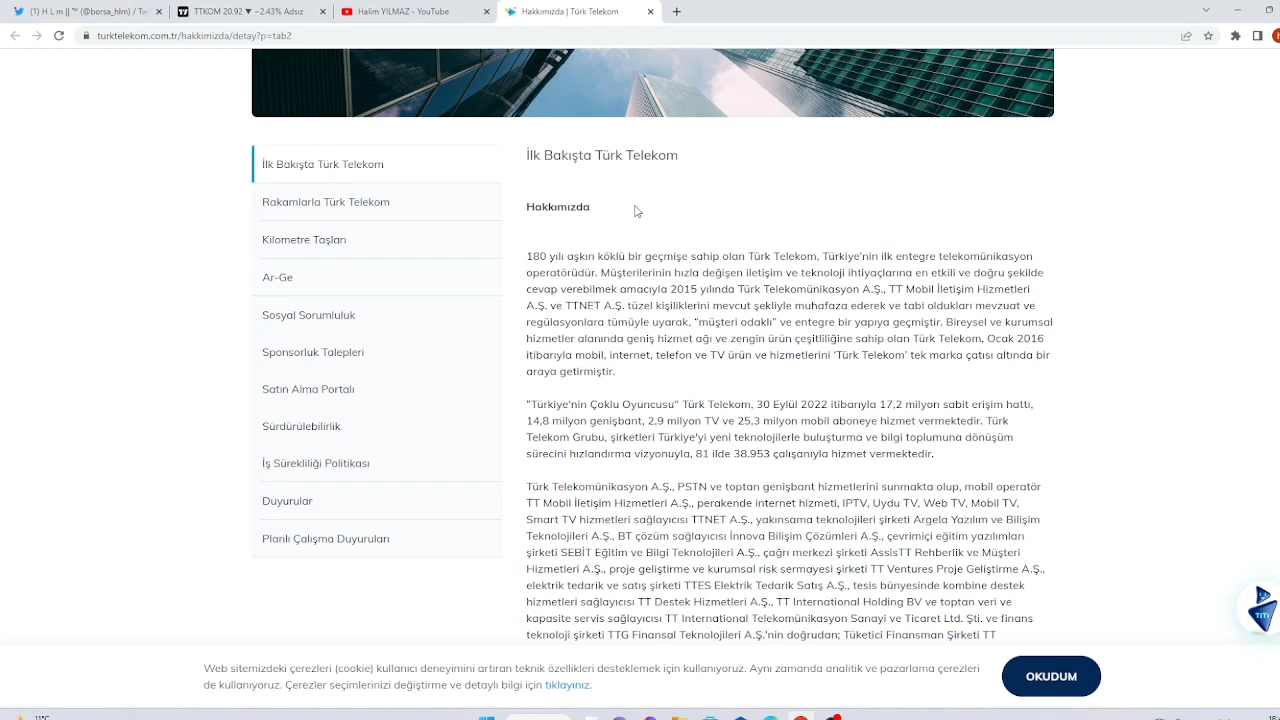 (1) H L m || ™ (@borsa_hlm) / Tw
TTKOM 20.92 ▼ −2.43% Adsız
Halim YILMAZ - YouTube
Hakkımızda | Türk Telekom
turktelekom.com.tr/hakkimizda/detay?p=tab2
İlk Bakışta Türk Telekom
Rakamlarla Türk Telekom
Kilometre Taşları
Ar-Ge
Sosyal Sorumluluk
Sponsorluk Talepleri
Satın Alma Portalı
Sürdürülebilirlik
İş Sürekliliği Politikası
Duyurular
Planlı Çalışma Duyuruları
İlk Bakışta Türk Telekom
Hakkımızda
180 yılı aşkın köklü bir geçmişe sahip olan Türk Telekom, Türkiye’nin ilk entegre telekomünikasyon
operatörüdür. Müşterilerinin hızla değişen iletişim ve teknoloji ihtiyaçlarına en etkili ve doğru şekilde
cevap verebilmek amacıyla 2015 yılında Türk Telekomünikasyon A.Ş., TT Mobil İletişim Hizmetleri
A.Ş. ve TTNET A.Ş. tüzel kişiliklerini mevcut şekliyle muhafaza ederek ve tabi oldukları mevzuat ve
regülasyonlara tümüyle uyarak, “müşteri odaklı” ve entegre bir yapıya geçmiştir. Bireysel ve kurumsal
hizmetler alanında geniş hizmet ağı ve zengin ürün çeşitliliğine sahip olan Türk Telekom, Ocak 2016
itibarıyla mobil, internet, telefon ve TV ürün ve hizmetlerini ‘Türk Telekom’ tek marka çatısı altında bir
araya getirmiştir.
“Türkiye'nin Çoklu Oyuncusu" Türk Telekom, 30 Eylül 2022 itibarıyla 17,2 milyon sabit erişim hattı,
14,8 milyon genişbant, 2,9 milyon TV ve 25,3 milyon mobil aboneye hizmet vermektedir. Türk
Telekom Grubu, şirketleri Türkiye'yi yeni teknolojilerle buluşturma ve bilgi toplumuna dönüşüm
sürecini hızlandırma vizyonuyla, 81 ilde 38.953 çalışanıyla hizmet vermektedir.
Türk Telekomünikasyon A.Ş., PSTN ve toptan genişbant hizmetlerini sunmakta olup, mobil operatör
TT Mobil İletişim Hizmetleri A.Ş., perakende internet hizmeti, IPTV, Uydu TV, Web TV, Mobil TV,
Smart TV hizmetleri sağlayıcısı TTNET A.Ş., yakınsama teknolojileri şirketi Argela Yazılım ve Bilişim
Teknolojileri A.Ş., BT çözüm sağlayıcısı İnnova Bilişim Çözümleri A.Ş., çevrimiçi eğitim yazılımları
şirketi SEBİT Eğitim ve Bilgi Teknolojileri A.Ş., çağrı merkezi şirketi AssisTT Rehberlik ve Müşteri
Hizmetleri A.Ş., proje geliştirme ve kurumsal risk sermayesi şirketi TT Ventures Proje Geliştirme A.Ş.,
elektrik tedarik ve satış şirketi TTES Elektrik Tedarik Satış A.Ş., tesis bünyesinde kombine destek
hizmetleri sağlayıcısı TT Destek Hizmetleri A.Ş., TT International Holding BV ve toptan veri ve
kapasite servis sağlayıcısı TT International Telekomünikasyon Sanayi ve Ticaret Ltd. Şti. ve finans
teknoloji şirketi TTG Finansal Teknolojileri A.Ş.'nin doğrudan; Tüketici Finansman Şirketi TT
Web sitemizdeki çerezleri (cookie) kullanıcı deneyimini artıran teknik özellikleri desteklemek için kullanıyoruz. Aynı zamanda analitik ve pazarlama çerezleri
de kullanıyoruz. Çerezler seçimlerinizi değiştirme ve detaylı bilgi için tıklayınız.
OKUDUM